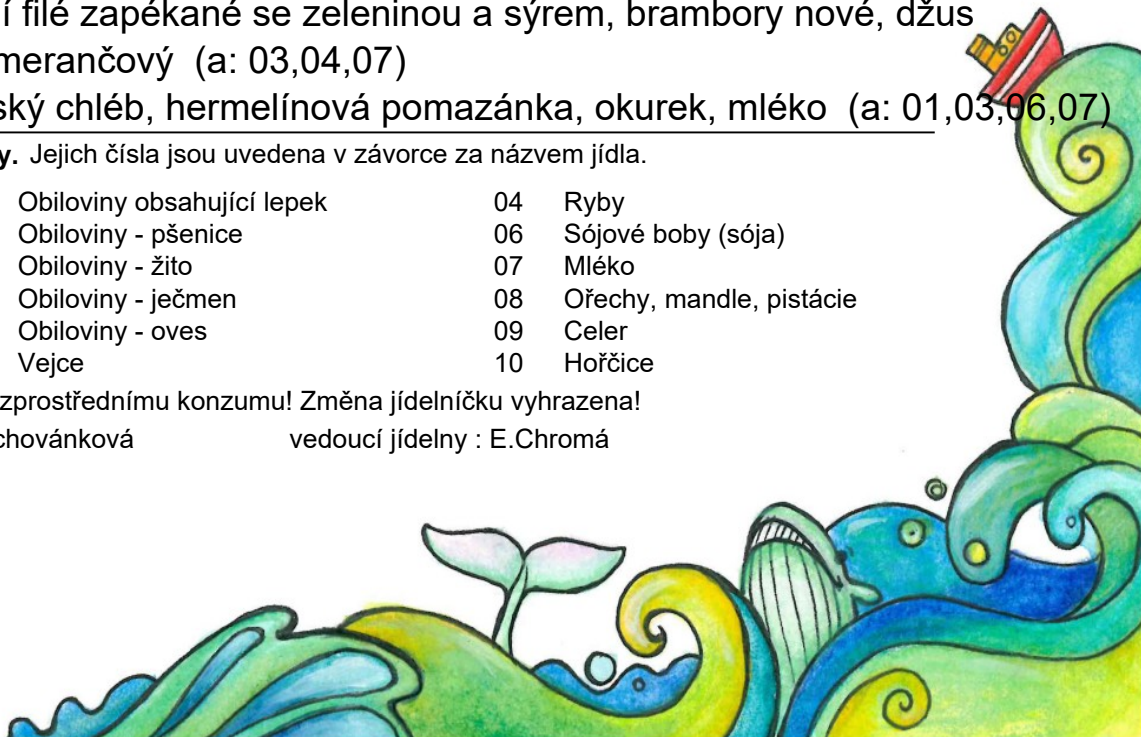 í filé zapékané se zeleninou a sýrem, brambory nové, džus
merančový (a: 03,04,07)
ský chléb, hermelínová pomazánka, okurek, mléko (a: 01,03,06,07)
y. Jejich čísla jsou uvedena v závorce za názvem jídla.
Obiloviny obsahující lepek 04 Ryby
Obiloviny - pšenice 06 Sójové boby (sója)
Obiloviny - žito 07 Mléko
Obiloviny - ječmen 08 Ořechy, mandle, pistácie
Obiloviny - oves 09 Celer
Vejce 10 Hořčice
zprostřednímu konzumu! Změna jídelníčku vyhrazena!
chovánková vedoucí jídelny : E.Chromá